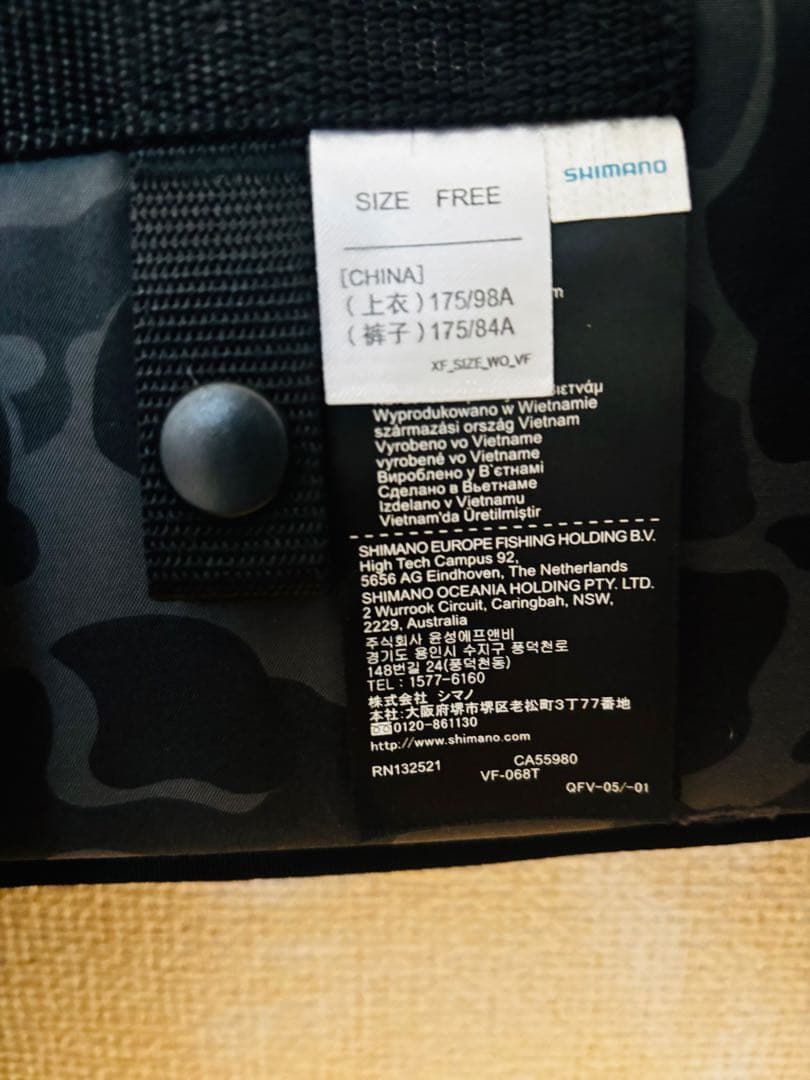 SIZE FREE
SHIMANO
[CHINA]
(上衣)175/98A
(裤子)175/84A
XF_SIZE_WO_VF
Wyprodukowano w Wietnamie
származási ország Vietnam
Vyrobeno vo Vietname
vyrobené vo Vietname
Вироблено у В'єтнамі
Сделано в Вьетнаме
Izdelano v Vietnamu
Vietnam'da Üretilmiştir
SHIMANO EUROPE FISHING HOLDING B.V.
High Tech Campus 92,
5656 AG Eindhoven, The Netherlands
SHIMANO OCEANIA HOLDING PTY. LTD.
2 Wurrook Circuit, Caringbah, NSW,
2229, Australia
주식회사 윤성에프앤비
경기도 용인시 수지구 풍덕천로
148번길 24(풍덕천동)
TEL : 1577-6160
株式会社 シマノ
本社:大阪府堺市堺区老松町3丁77番地
0120-861130
http://www.shimano.com
RN132521 CA55980
VF-068T
QFV-05/-01